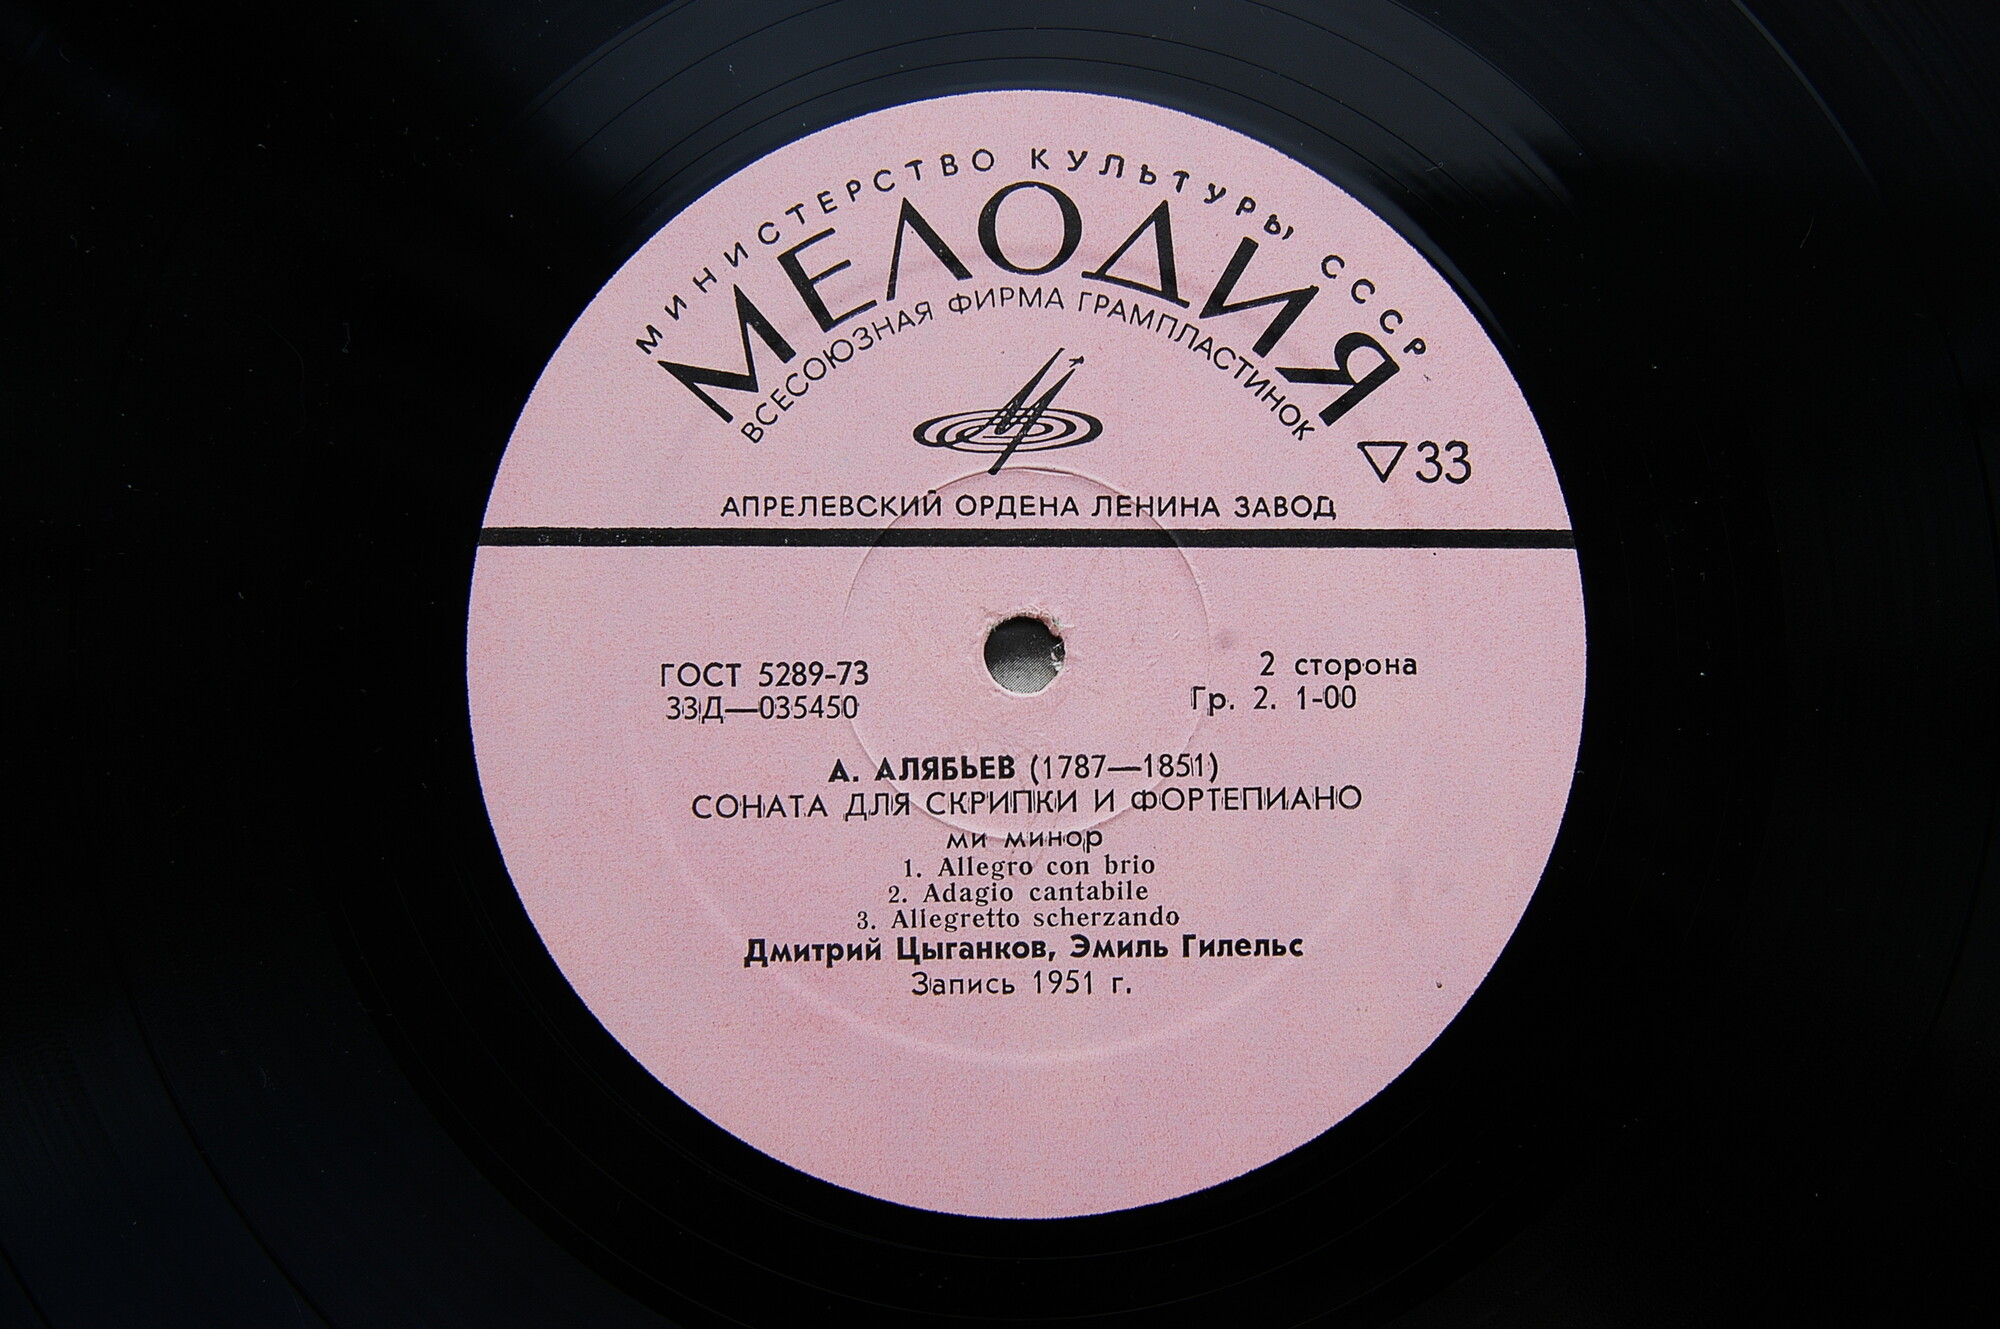 МИНИСТЕРСТВО КУЛЬТУРЫ СССР
МЕЛОДИЯ
ВСЕСОЮЗНАЯ ФИРМА ГРАМПЛАСТИНОК
▽33
АПРЕЛЕВСКИЙ ОРДЕНА ЛЕНИНА ЗАВОД
ГОСТ 5289-73
33Д—035450
2 сторона
Гр. 2. 1-00
А. АЛЯБЬЕВ (1787—1851)
СОНАТА ДЛЯ СКРИПКИ И ФОРТЕПИАНО
ми минор
1. Allegro con brio
2. Adagio cantabile
3. Allegretto scherzando
Дмитрий Цыганков, Эмиль Гилельс
Запись 1951 г.